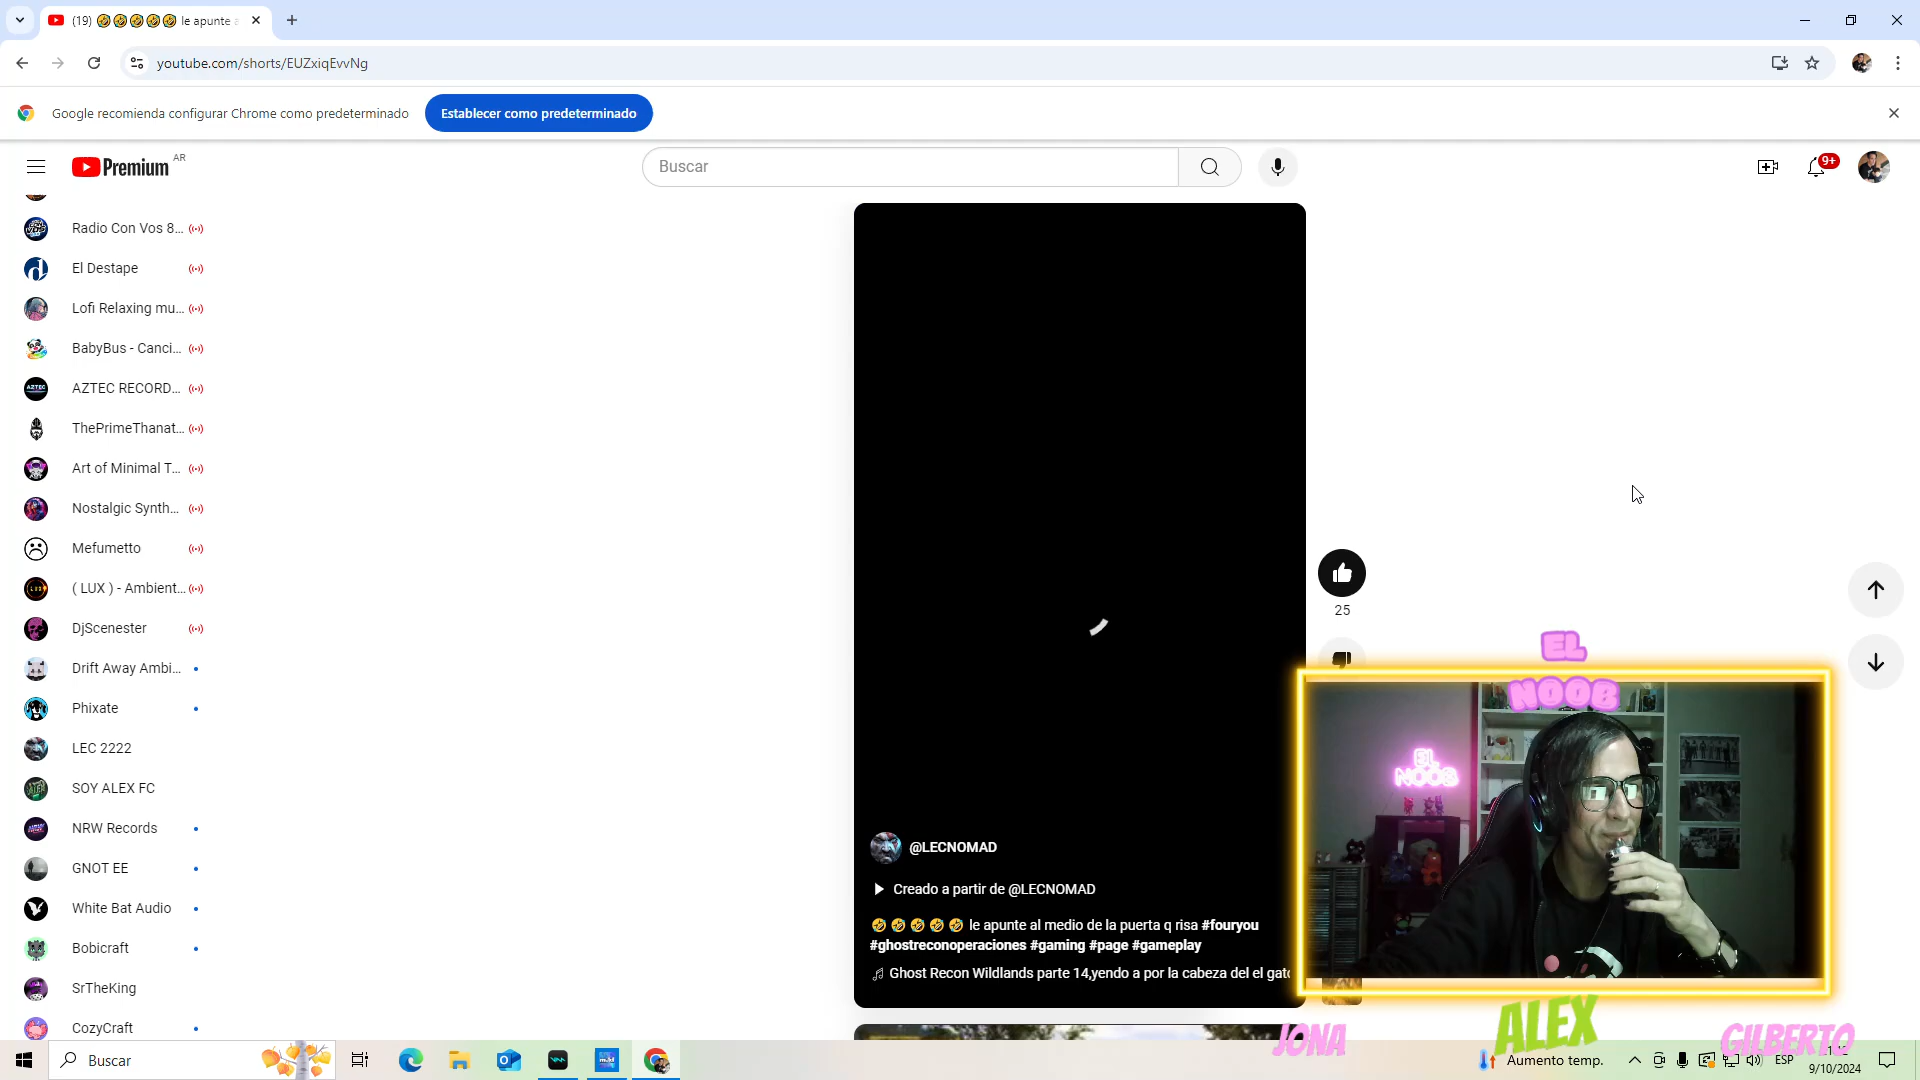 (19) 🤣🤣🤣🤣🤣 le apunte a
youtube.com/shorts/EUZxiqEvvNg
Google recomienda configurar Chrome como predeterminado
Establecer como predeterminado
Premium AR
Buscar
9+
Radio Con Vos 8...
El Destape
Lofi Relaxing mu...
BabyBus - Canci...
AZTEC RECORD...
ThePrimeThanat...
Art of Minimal T...
Nostalgic Synth...
Mefumetto
( LUX ) - Ambient...
DjScenester
Drift Away Ambi...
Phixate
LEC 2222
SOY ALEX FC
NRW Records
GNOT EE
White Bat Audio
Bobicraft
SrTheKing
CozyCraft
25
@LECNOMAD
Creado a partir de @LECNOMAD
🤣🤣🤣🤣🤣 le apunte al medio de la puerta q risa #fouryou
#ghostreconoperaciones #gaming #page #gameplay
Ghost Recon Wildlands parte 14,yendo a por la cabeza del el gato
EL
NOOB
EL
NOOB
JONA
ALEX
GILBERTO
Buscar
Aumento temp.
ESP
9/10/2024